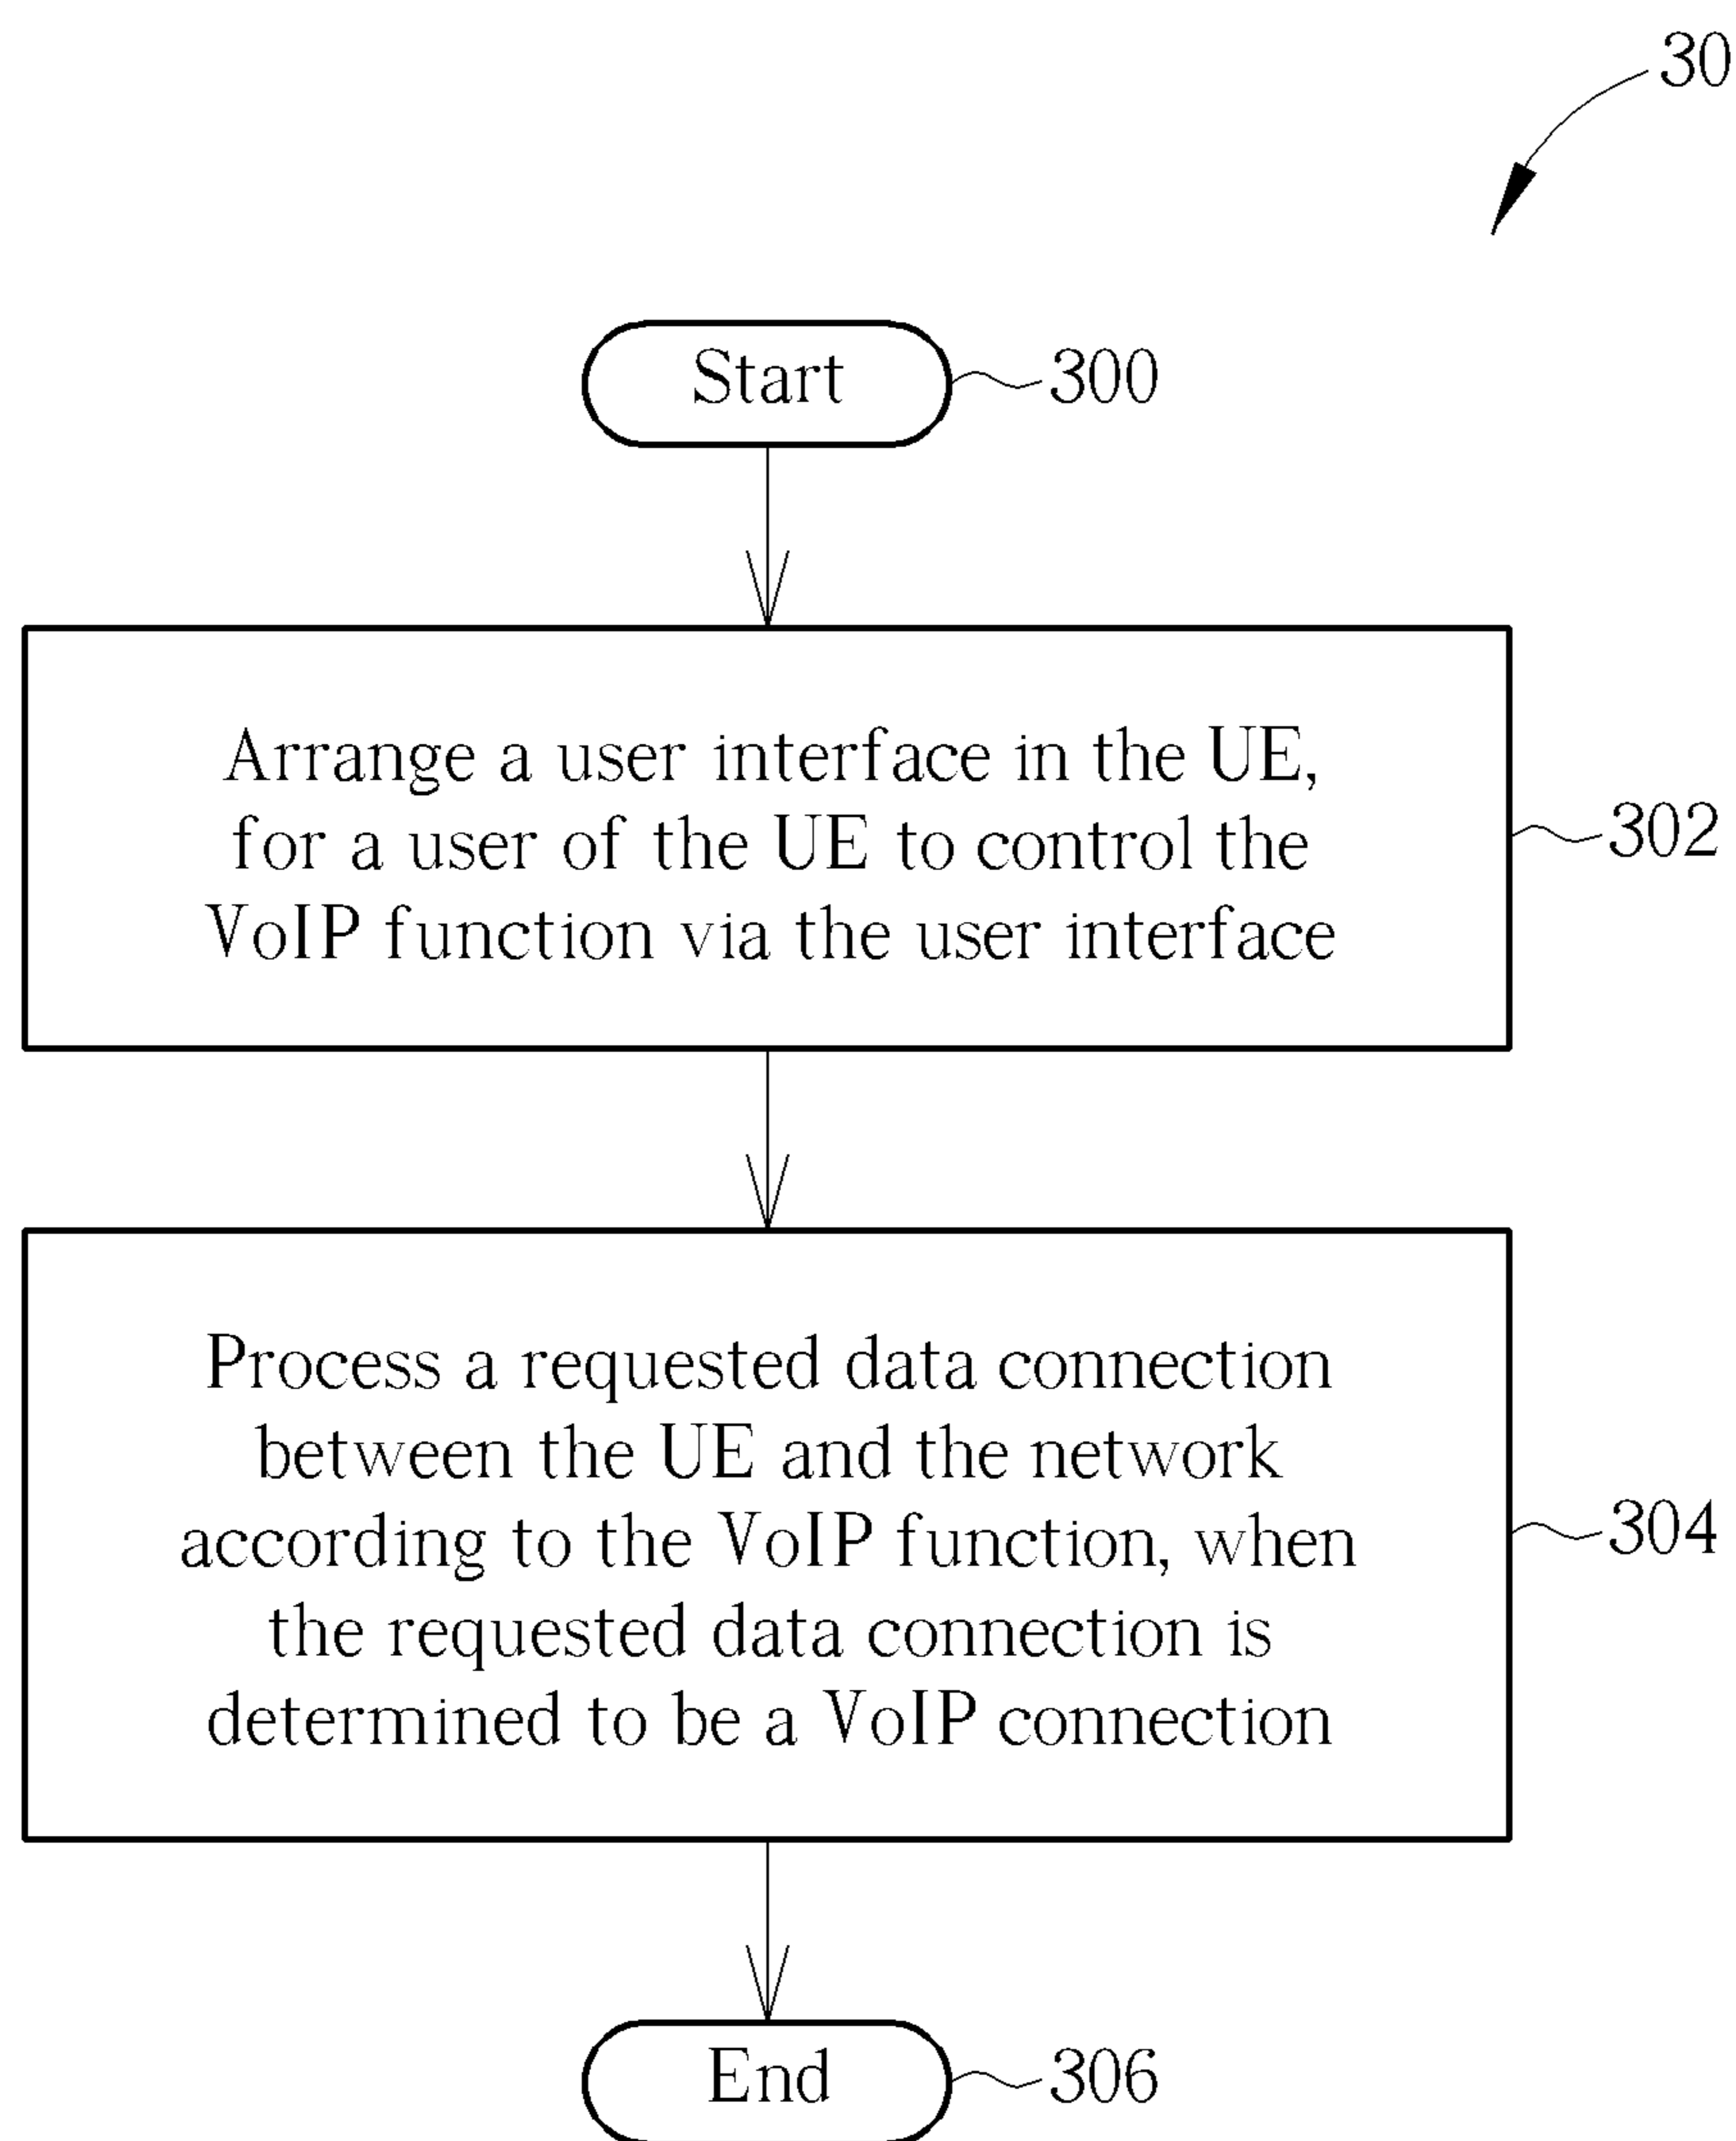 30
Start
300
Arrange a user interface in the UE,
for a user of the UE to control the
VoIP function via the user interface
302
Process a requested data connection
between the UE and the network
according to the VoIP function, when
the requested data connection is
determined to be a VoIP connection
304
End
306